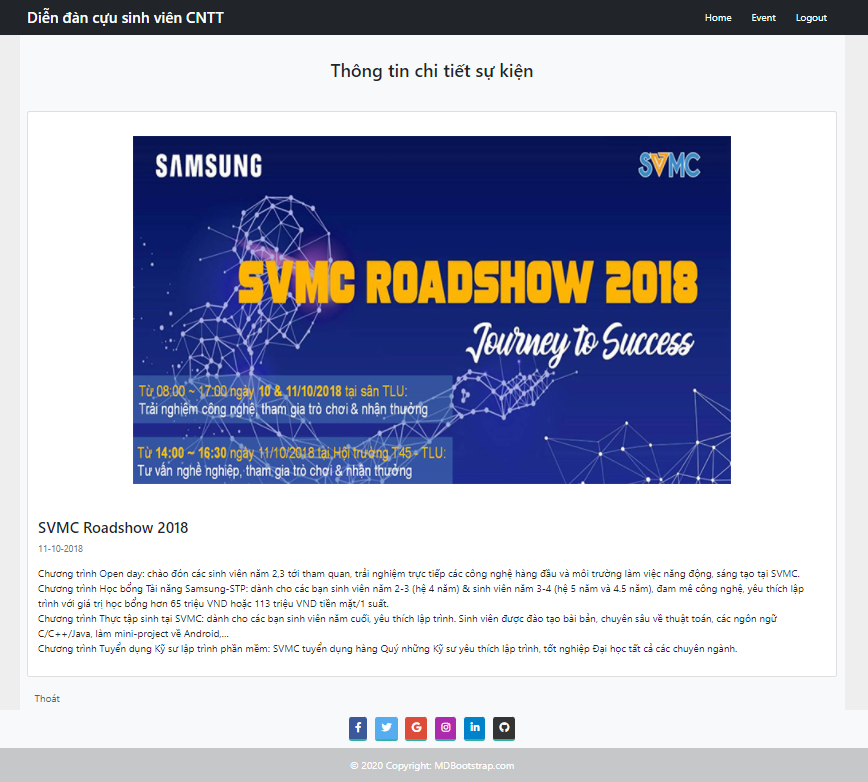 Diễn đàn cựu sinh viên CNTT
Home Event Logout
Thông tin chi tiết sự kiện
SAMSUNG
SVMC
SVMC ROADSHOW 2018
Journey to Success
Từ 08:00 ~ 17:00 ngày 10 & 11/10/2018 tại sân TLU:
Trải nghiệm công nghệ, tham gia trò chơi & nhận thưởng
Từ 14:00 ~ 16:30 ngày 11/10/2018 tại Hội trường T45 - TLU:
Tư vấn nghề nghiệp, tham gia trò chơi & nhận thưởng
SVMC Roadshow 2018
11-10-2018
Chương trình Open day: chào đón các sinh viên năm 2,3 tới tham quan, trải nghiệm trực tiếp các công nghệ hàng đầu và môi trường làm việc năng động, sáng tạo tại SVMC.
Chương trình Học bổng Tài năng Samsung-STP: dành cho các bạn sinh viên năm 2-3 (hệ 4 năm) & sinh viên năm 3-4 (hệ 5 năm và 4.5 năm), đam mê công nghệ, yêu thích lập
trình với giá trị học bổng hơn 65 triệu VND hoặc 113 triệu VND tiền mặt/1 suất.
Chương trình Thực tập sinh tại SVMC: dành cho các bạn sinh viên năm cuối, yêu thích lập trình. Sinh viên được đào tạo bài bản, chuyên sâu về thuật toán, các ngôn ngữ
C/C++/Java, làm mini-project về Android,...
Chương trình Tuyển dụng Kỹ sư lập trình phần mềm: SVMC tuyển dụng hàng Quý những Kỹ sư yêu thích lập trình, tốt nghiệp Đại học tất cả các chuyên ngành.
Thoát
© 2020 Copyright: MDBootstrap.com